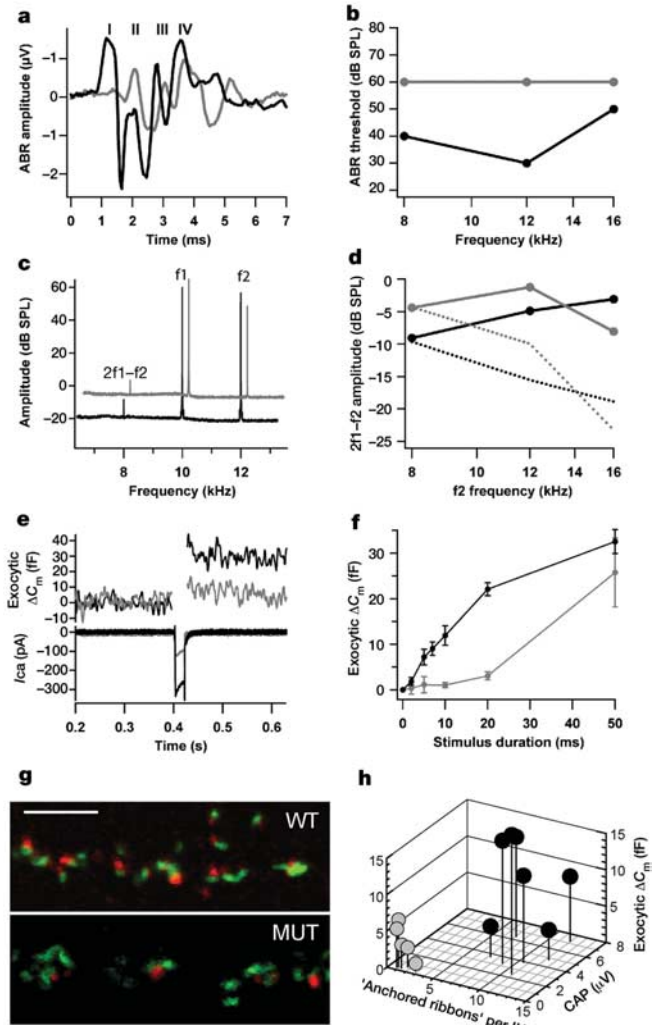 a
I II III IV
ABR amplitude (µV)
–1
0
–1
–2
0 1 2 3 4 5 6 7
Time (ms)
b
ABR threshold (dB SPL)
80
70
60
50
40
30
20
8 12 14 16
Frequency (kHz)
c
f1
f2
2f1–f2
Amplitude (dB SPL)
60
40
20
0
–20
8 10 12
Frequency (kHz)
d
2f1–f2 amplitude (dB SPL)
0
–5
–10
–15
–20
–25
8 10 12 14 16
f2 frequency (kHz)
e
Exocytic
ΔCm (fF)
40
30
20
10
0
–10
Ica (pA)
0
–100
–200
–300
0.2 0.3 0.4 0.5 0.6
Time (s)
f
Exocytic ΔCm (fF)
30
20
10
0
0 10 20 30 40 50
Stimulus duration (ms)
g
WT
MUT
h
15
10
5
0
15
10
5
Exocytic ΔCm (fF)
8
6
4
2
0
CAP (µV)
5
10
15
'Anchored ribbons' per